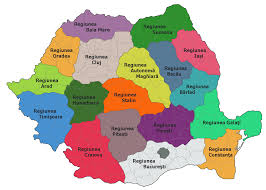 Regiunea
Baia Mare
Regiunea
Suceava
Regiunea
Oradea
Regiunea
Cluj
Regiunea
Iași
Regiunea
Autonomă
Maghiară
Regiunea
Bacău
Regiunea
Arad
Regiunea
Hunedoara
Regiunea
Stalin
Regiunea
Bârlad
Regiunea
Timișoara
Regiunea Galați
Regiunea
Craiova
Regiunea
Pitești
Regiunea
Ploiești
Regiunea
București
Regiunea
Constanța